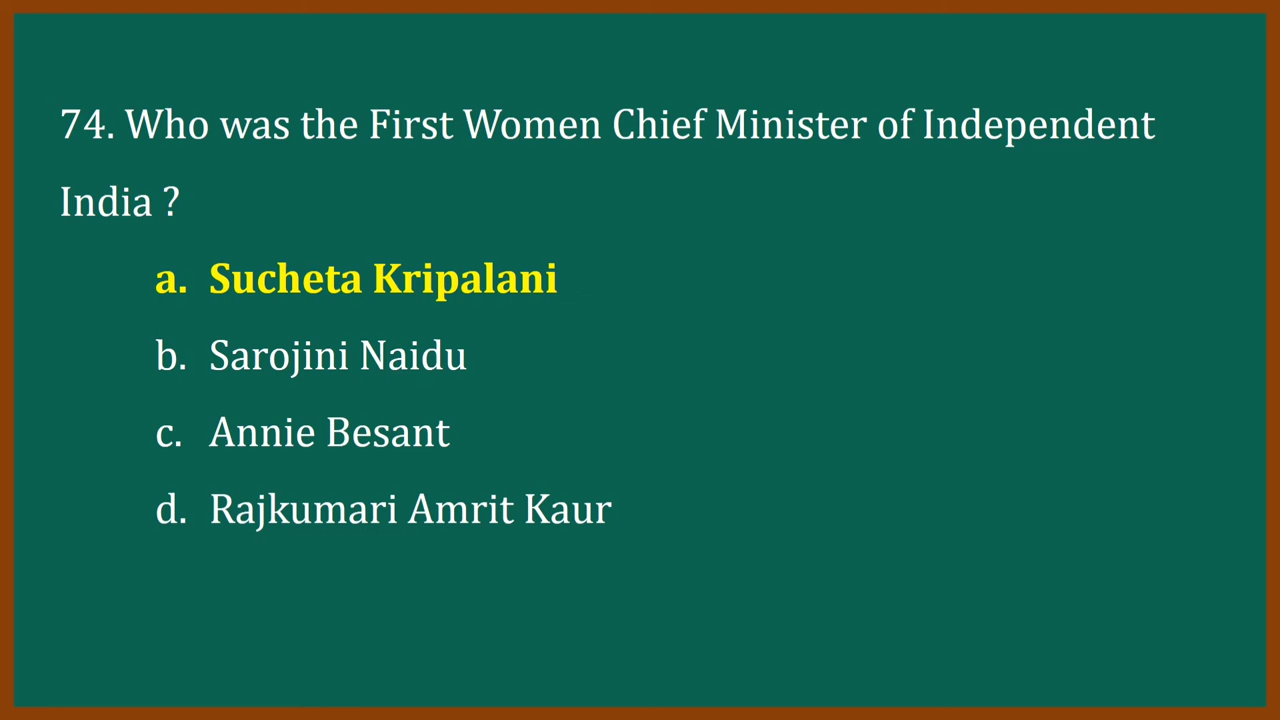 74. Who was the First Women Chief Minister of Independent
India ?
a. Sucheta Kripalani
b. Sarojini Naidu
c. Annie Besant
d. Rajkumari Amrit Kaur